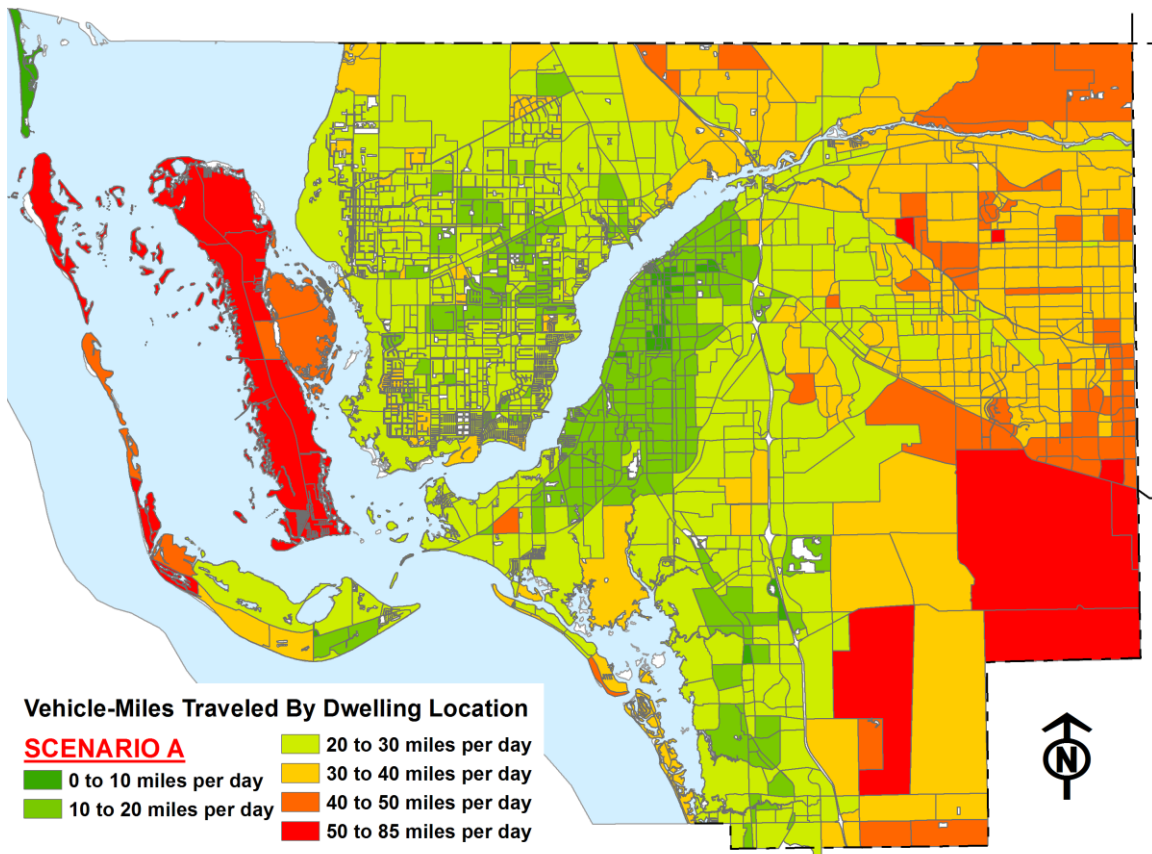 Vehicle-Miles Traveled By Dwelling Location
SCENARIO A
0 to 10 miles per day
10 to 20 miles per day
20 to 30 miles per day
30 to 40 miles per day
40 to 50 miles per day
50 to 85 miles per day
N